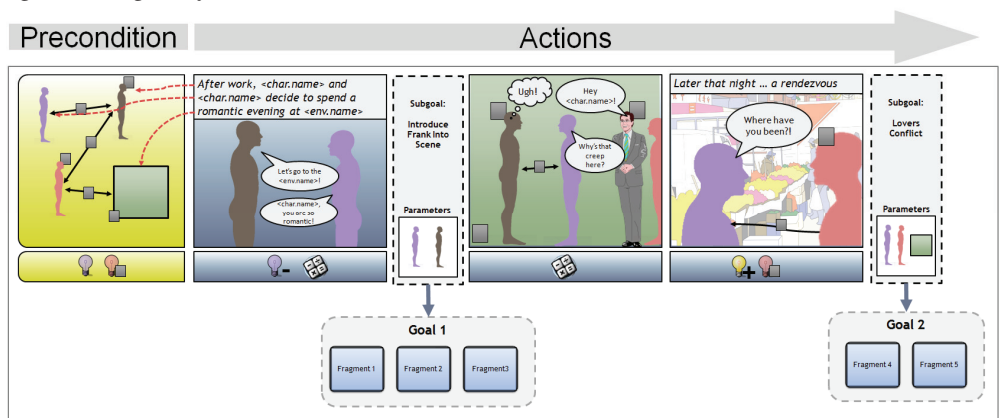 Precondition
Actions
After work, <char.name> and
<char.name> decide to spend a
romantic evening at <env.name>
Let's go to the
<env.name>!
<char.name>,
you are so
romantic!
Subgoal:
Introduce
Frank Into
Scene
Parameters
Ugh!
Hey
<char.name>!
Why's that
creep
here?
Later that night ... a rendezvous
Where have
you been?!
Subgoal:
Lovers
Conflict
Parameters
Goal 1
Fragment 1
Fragment 2
Fragment3
Goal 2
Fragment 4
Fragment 5